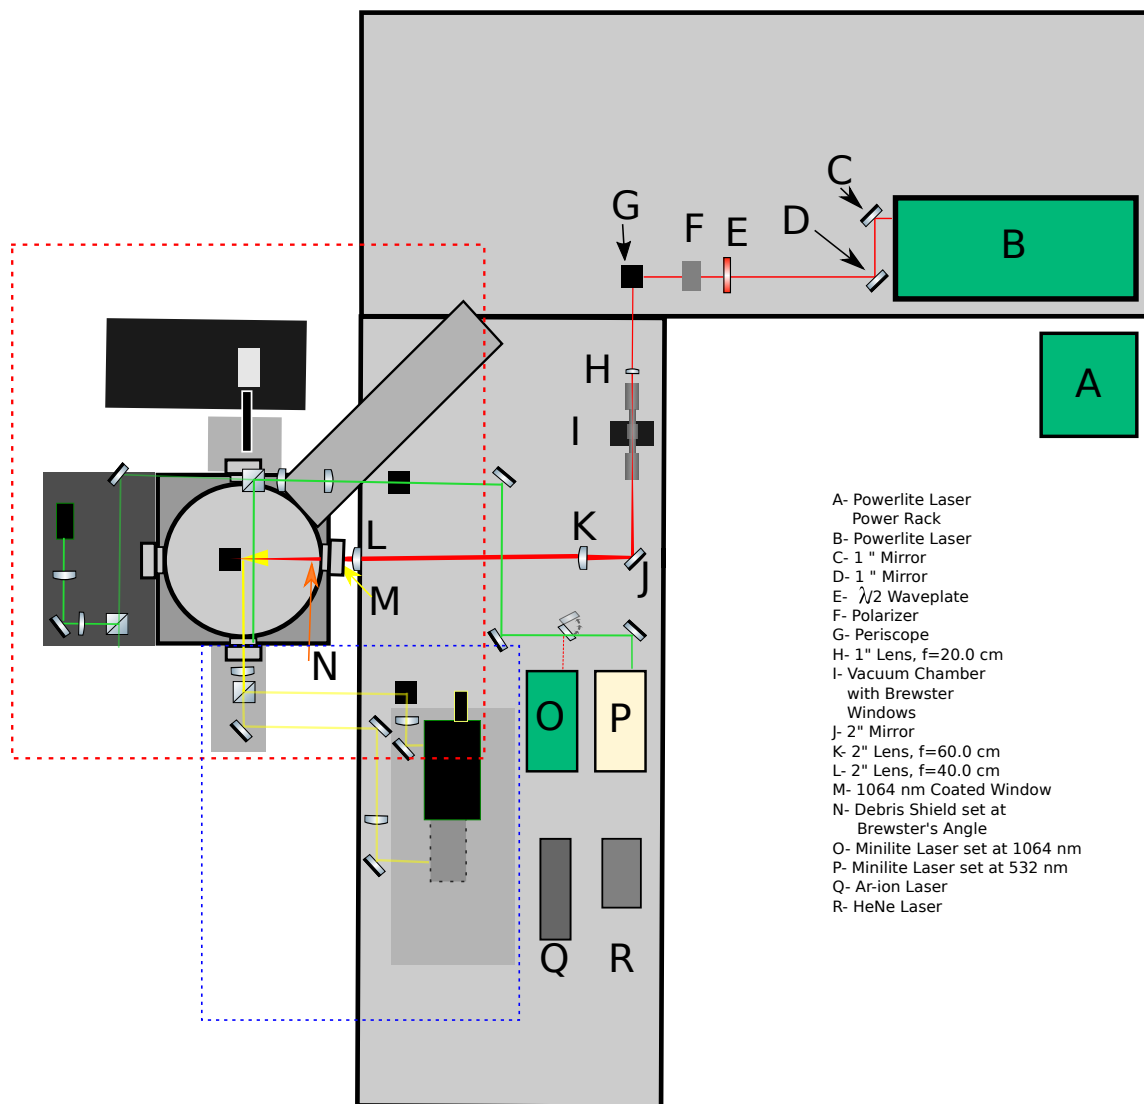 C
G
F
E
D
B
H
A
I
L
K
J
M
N
O
P
Q
R
A- Powerlite Laser
Power Rack
B- Powerlite Laser
C- 1 " Mirror
D- 1 " Mirror
E- λ/2 Waveplate
F- Polarizer
G- Periscope
H- 1" Lens, f=20.0 cm
I- Vacuum Chamber
with Brewster
Windows
J- 2" Mirror
K- 2" Lens, f=60.0 cm
L- 2" Lens, f=40.0 cm
M- 1064 nm Coated Window
N- Debris Shield set at
Brewster's Angle
O- Minilite Laser set at 1064 nm
P- Minilite Laser set at 532 nm
Q- Ar-ion Laser
R- HeNe Laser